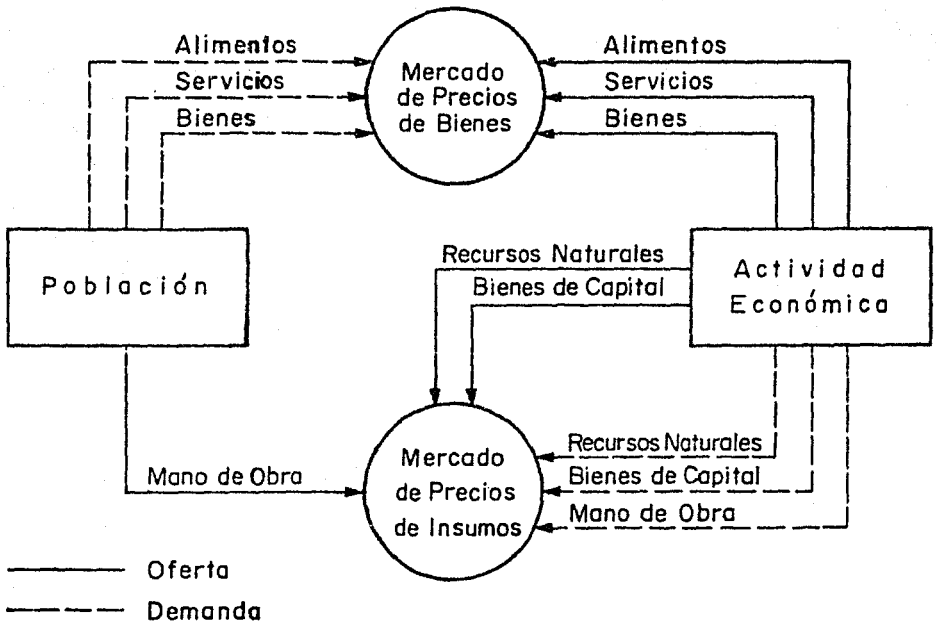 Alimentos
Servicios
Bienes
Mercado
de Precios
de Bienes
Alimentos
Servicios
Bienes
Población
Recursos Naturales
Bienes de Capital
Actividad
Económica
Mano de Obra
Mercado
de Precios
de Insumos
Recursos Naturales
Bienes de Capital
Mano de Obra
Oferta
Demanda